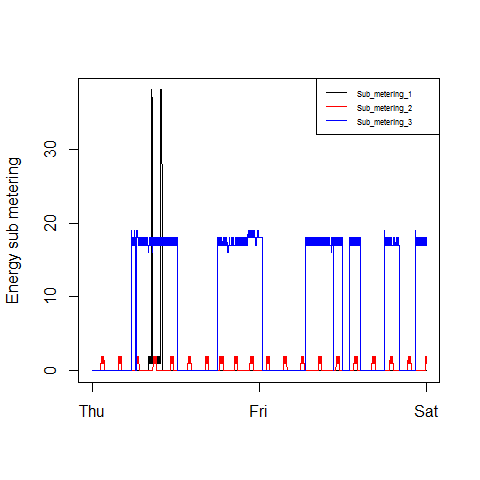 Sub_metering_1
Sub_metering_2
Sub_metering_3
Energy sub metering
30
20
10
0
Thu
Fri
Sat